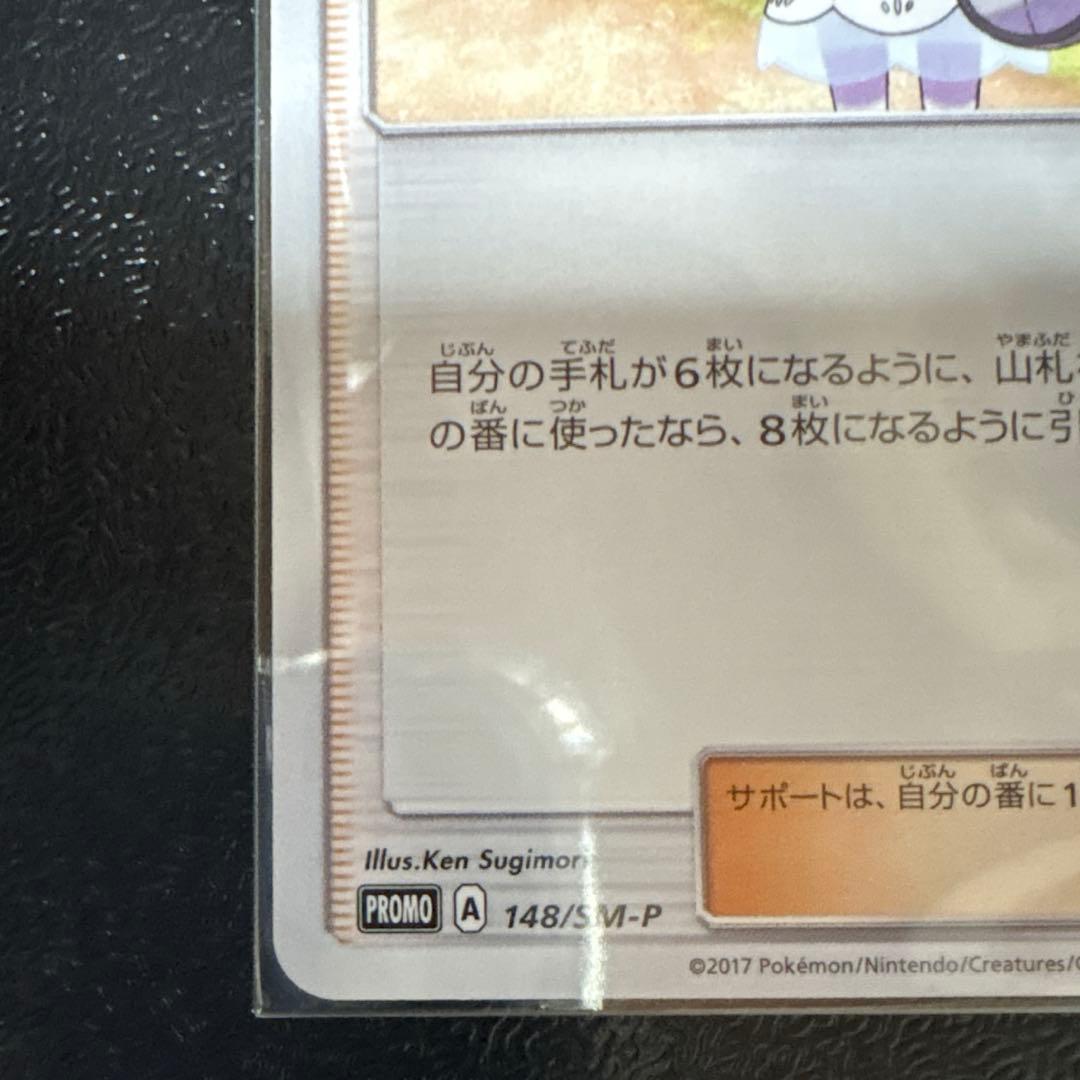 じぶん てふだ まい やまふだ
自分の手札が6枚になるように、山札
ばん つか まい ひ
の番に使ったなら、8枚になるように引
じぶん ばん
サポートは、自分の番に1
Illus.Ken Sugimori
PROMO A 148/SM-P
©2017 Pokémon/Nintendo/Creatures/